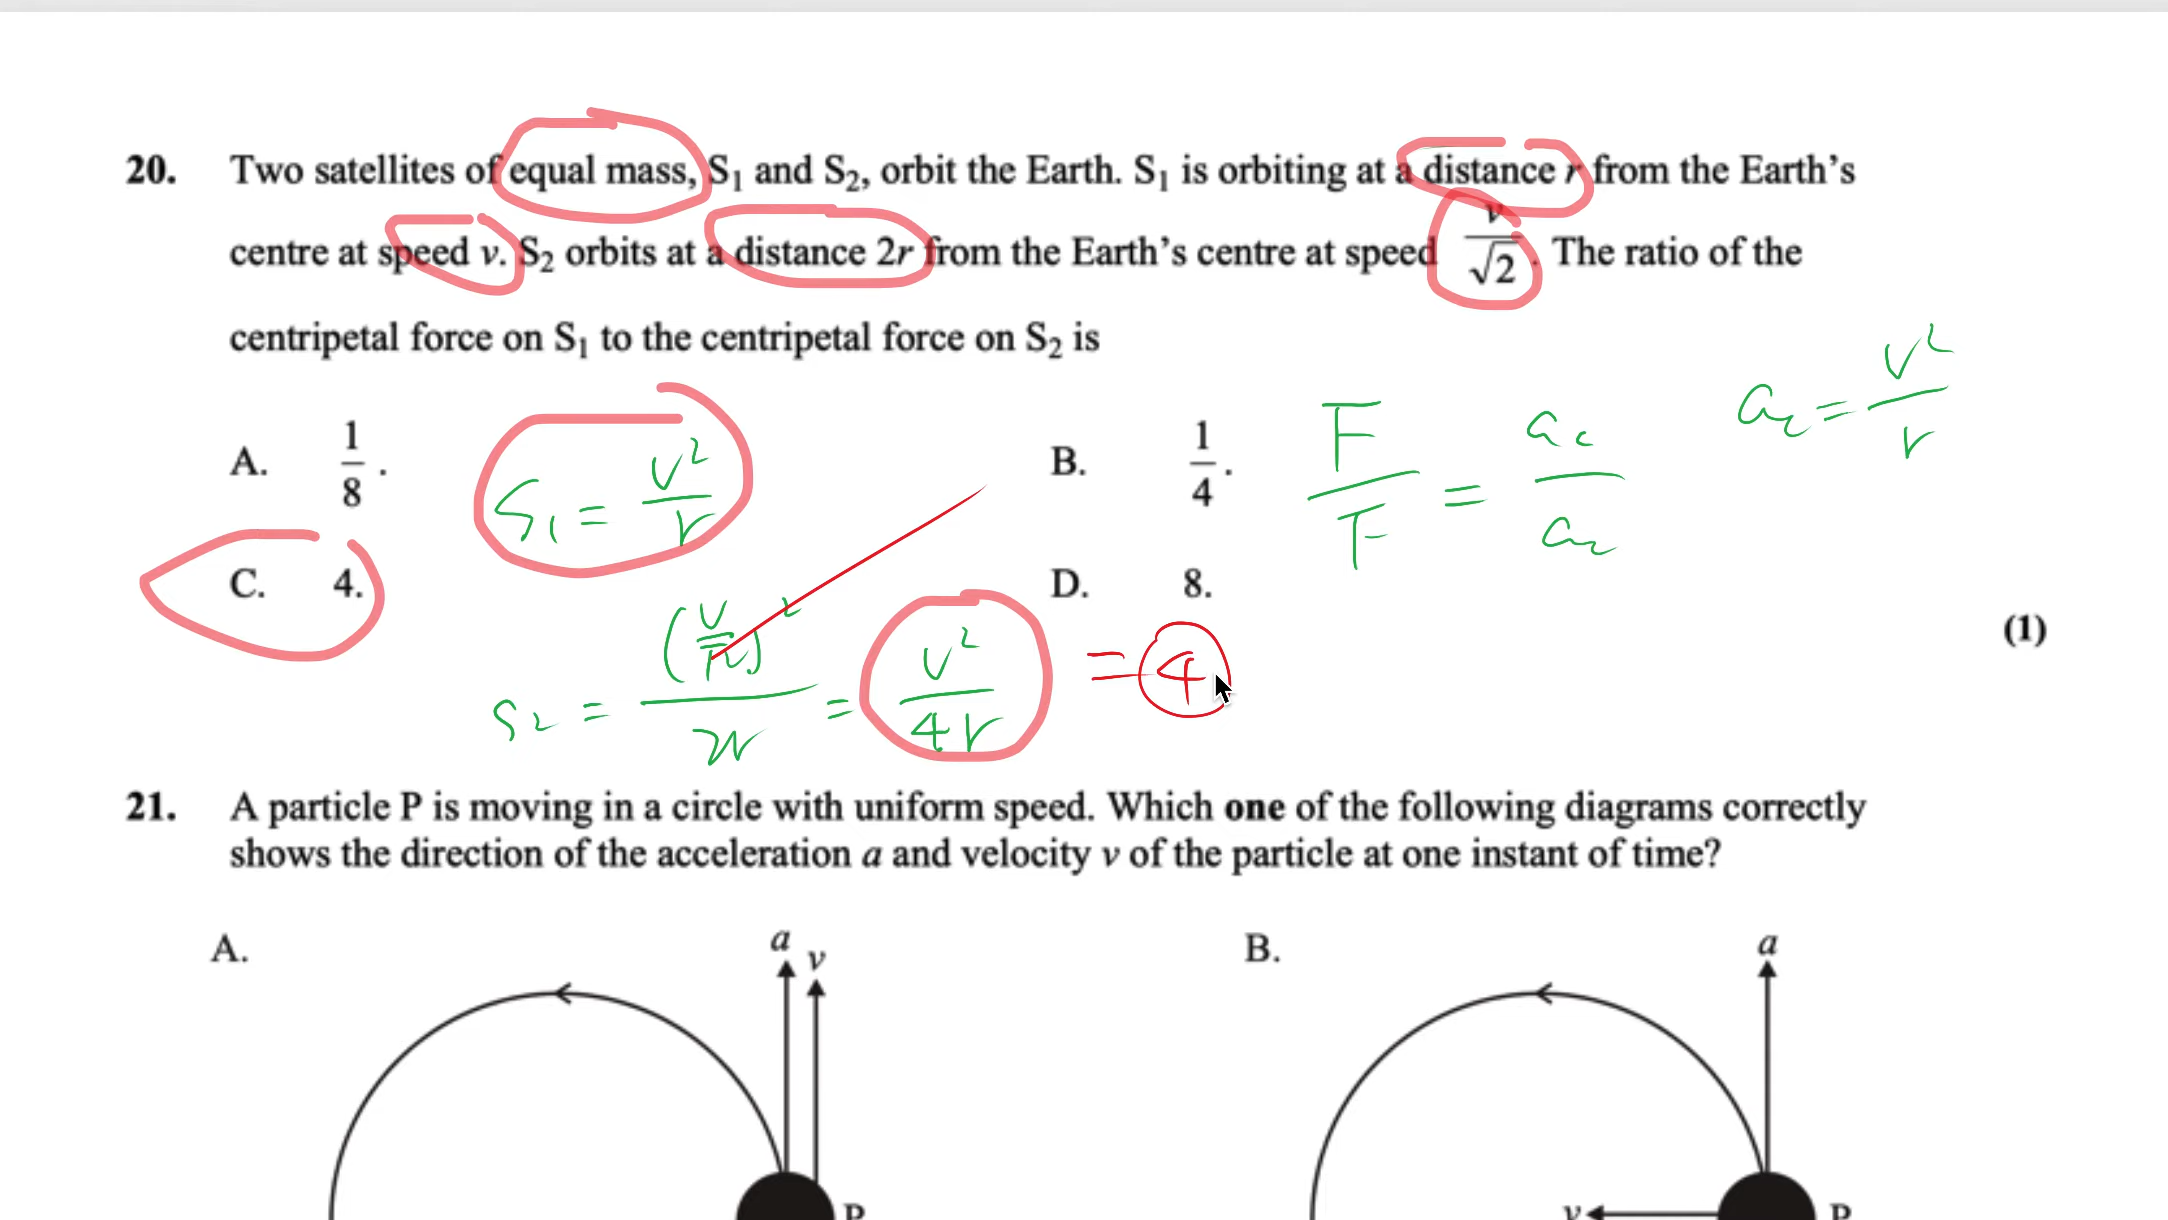 20. Two satellites of equal mass, S₁ and S₂, orbit the Earth. S₁ is orbiting at a distance r from the Earth's
centre at speed v. S₂ orbits at a distance 2r from the Earth's centre at speed v/√2. The ratio of the
centripetal force on S₁ to the centripetal force on S₂ is
A. 1/8.
B. 1/4.
F/F = ac/ac
ac = v²/r
S₁ = v²/r
C. 4.
D. 8.
(1)
S₂ = (v/√2)²/2r = v²/4r = 4
21. A particle P is moving in a circle with uniform speed. Which one of the following diagrams correctly
shows the direction of the acceleration a and velocity v of the particle at one instant of time?
A.
a
v
P
B.
a
v
P